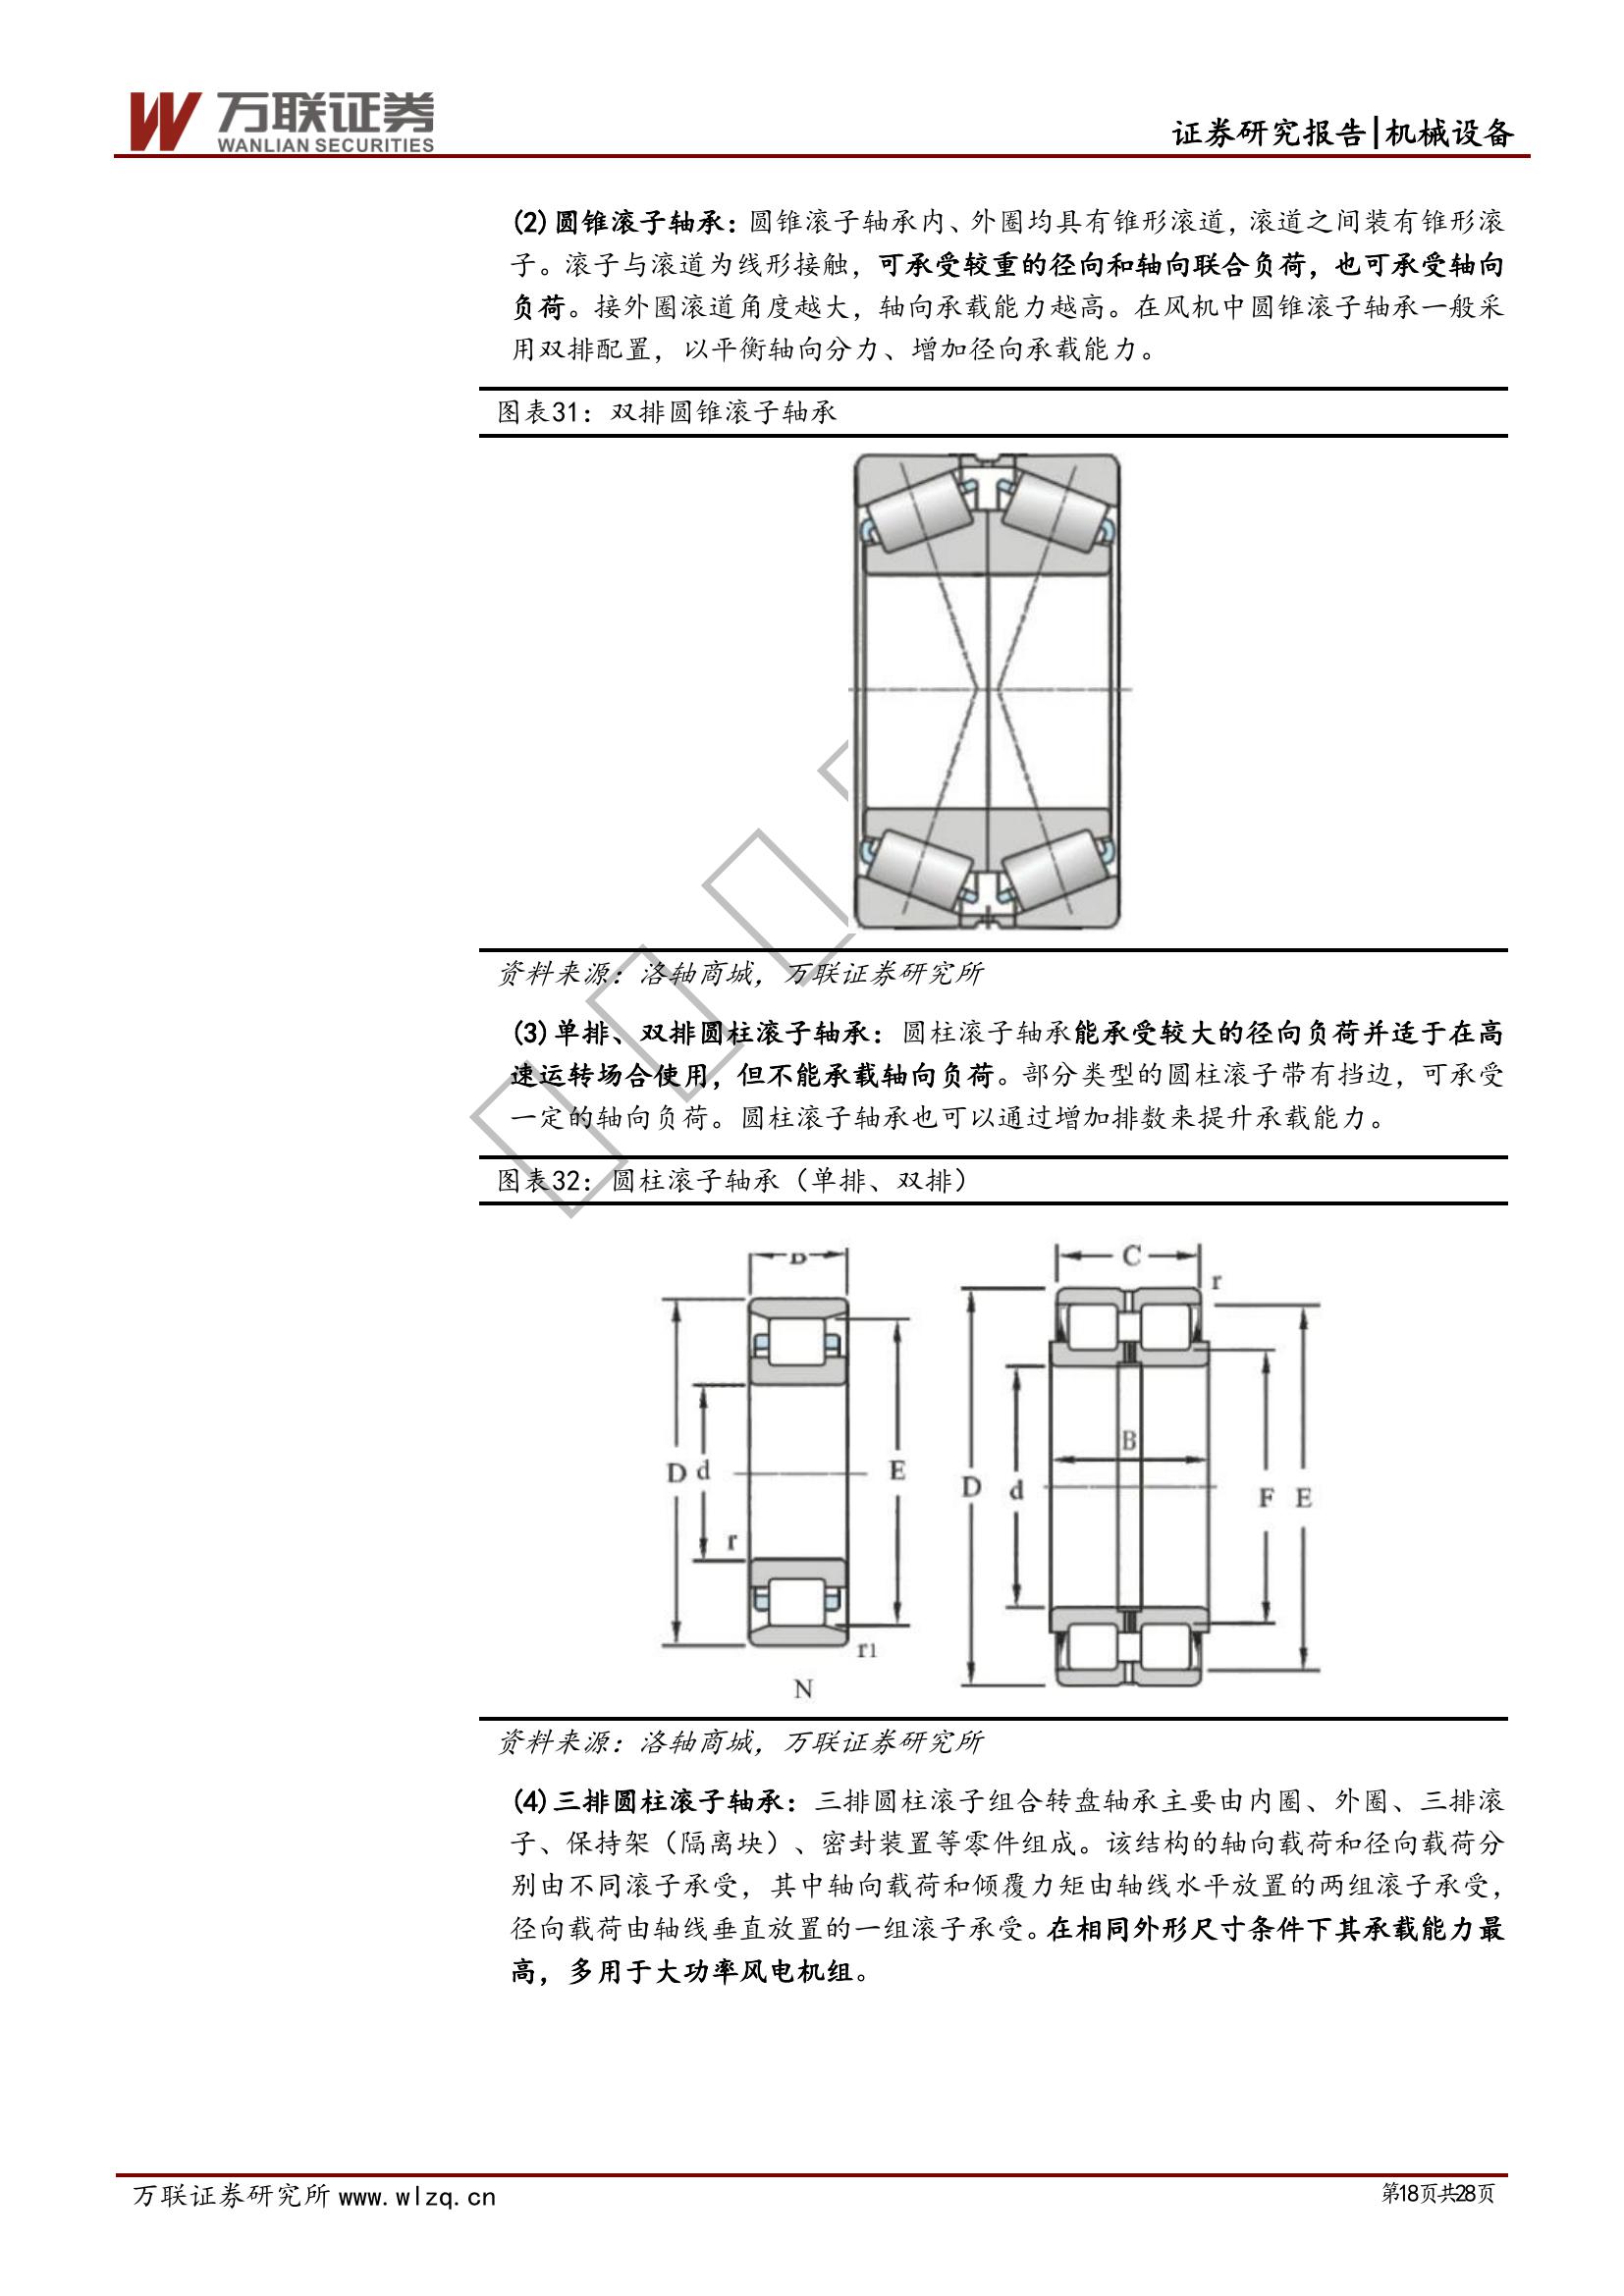 万联证券
WANLIAN SECURITIES
证券研究报告|机械设备
(2)圆锥滚子轴承：圆锥滚子轴承内、外圈均具有锥形滚道，滚道之间装有锥形滚
子。滚子与滚道为线形接触，可承受较重的径向和轴向联合负荷，也可承受轴向
负荷。接外圈滚道角度越大，轴向承载能力越高。在风机中圆锥滚子轴承一般采
用双排配置，以平衡轴向分力、增加径向承载能力。
图表31：双排圆锥滚子轴承
资料来源：洛轴商城，万联证券研究所
(3)单排、双排圆柱滚子轴承：圆柱滚子轴承能承受较大的径向负荷并适于在高
速运转场合使用，但不能承载轴向负荷。部分类型的圆柱滚子带有挡边，可承受
一定的轴向负荷。圆柱滚子轴承也可以通过增加排数来提升承载能力。
图表32：圆柱滚子轴承（单排、双排）
B
D d E
r
r1
N
C
r
B
D d F E
资料来源：洛轴商城，万联证券研究所
(4)三排圆柱滚子轴承：三排圆柱滚子组合转盘轴承主要由内圈、外圈、三排滚
子、保持架（隔离块）、密封装置等零件组成。该结构的轴向载荷和径向载荷分
别由不同滚子承受，其中轴向载荷和倾覆力矩由轴线水平放置的两组滚子承受，
径向载荷由轴线垂直放置的一组滚子承受。在相同外形尺寸条件下其承载能力最
高，多用于大功率风电机组。
万联证券研究所 www.wlzq.cn
第18页共28页